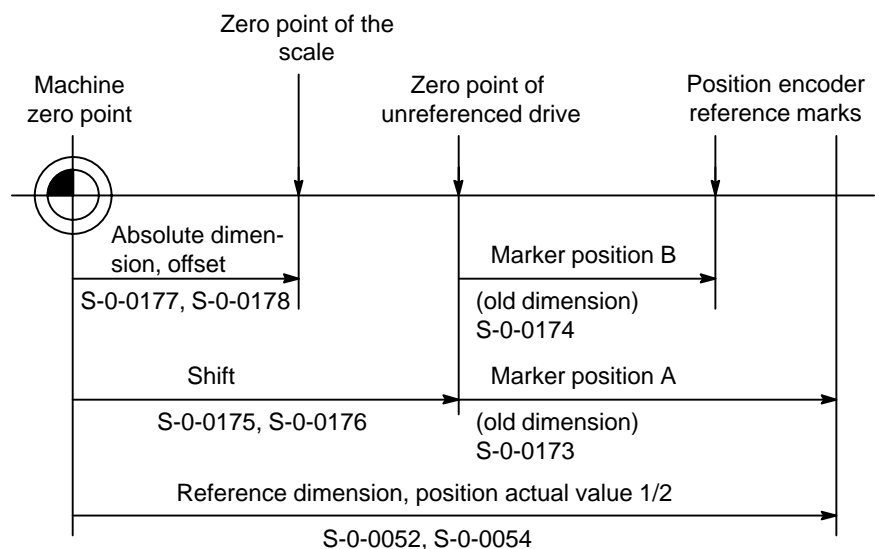 Zero point of the
scale
Machine
zero point
Zero point of
unreferenced drive
Position encoder
reference marks
Absolute dimen-
sion, offset
S-0-0177, S-0-0178
Marker position B
(old dimension)
S-0-0174
Shift
S-0-0175, S-0-0176
Marker position A
(old dimension)
S-0-0173
Reference dimension, position actual value 1/2
S-0-0052, S-0-0054